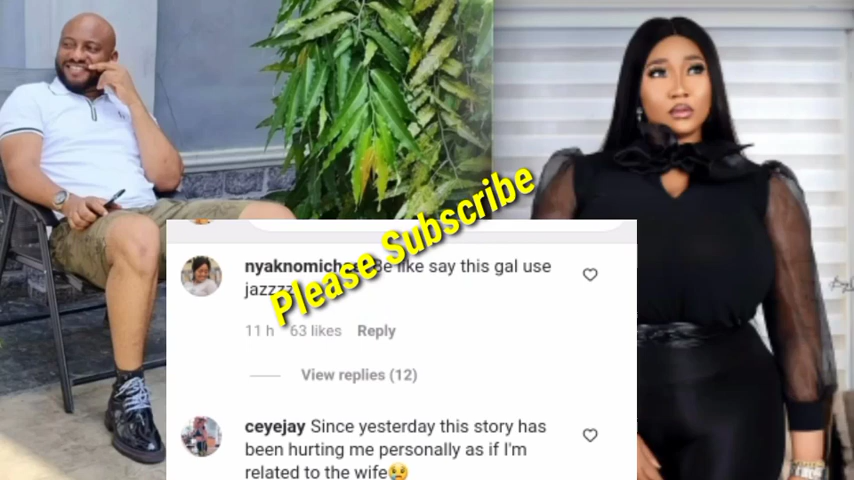 Please Subscribe
nyaknomich Be like say this gal use
jazzzz
11 h 63 likes Reply
View replies (12)
ceyejay Since yesterday this story has
been hurting me personally as if I'm
related to the wife😢